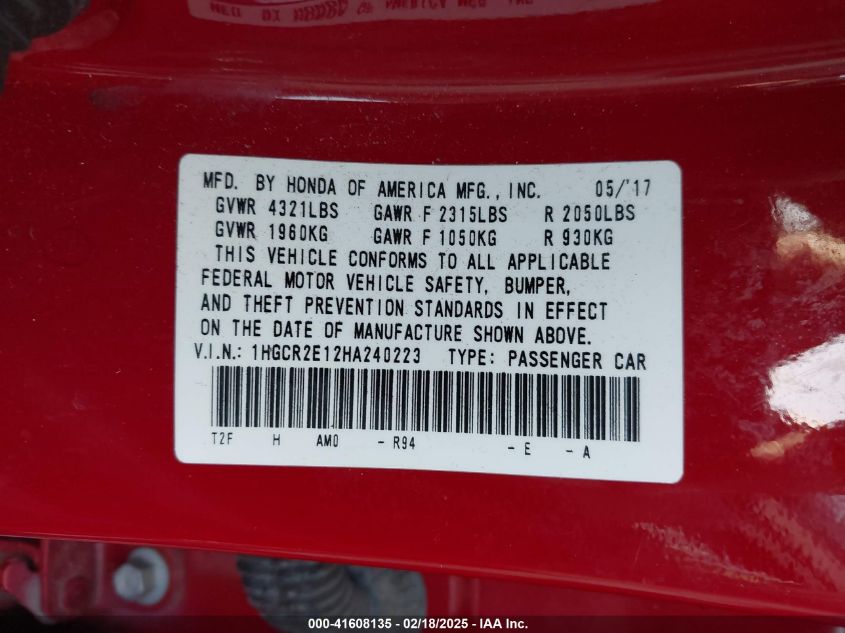 MFD. BY HONDA OF AMERICA MFG., INC. 05/'17
GVWR 4321LBS GAWR F 2315LBS R 2050LBS
GVWR 1960KG GAWR F 1050KG R 930KG
THIS VEHICLE CONFORMS TO ALL APPLICABLE
FEDERAL MOTOR VEHICLE SAFETY, BUMPER,
AND THEFT PREVENTION STANDARDS IN EFFECT
ON THE DATE OF MANUFACTURE SHOWN ABOVE.
V.I.N.: 1HGCR2E12HA240223 TYPE: PASSENGER CAR
T2F H AM0 - R94 - E - A
000-41608135 - 02/18/2025 - IAA Inc.